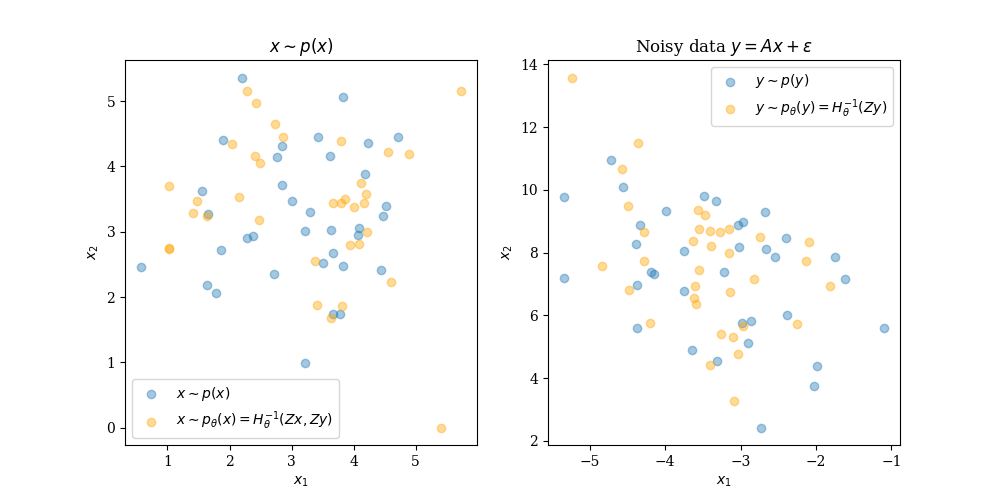 x ∼ p(x)
5
4
3
2
1
0
x₂
x ∼ p(x)
x ∼ p_θ(x) = H_θ^{-1}(Zx, Zy)
1 2 3 4 5
x₁
Noisy data y = Ax + ε
14
12
10
8
6
4
2
x₂
y ∼ p(y)
y ∼ p_θ(y) = H_θ^{-1}(Zy)
−5 −4 −3 −2 −1
x₁